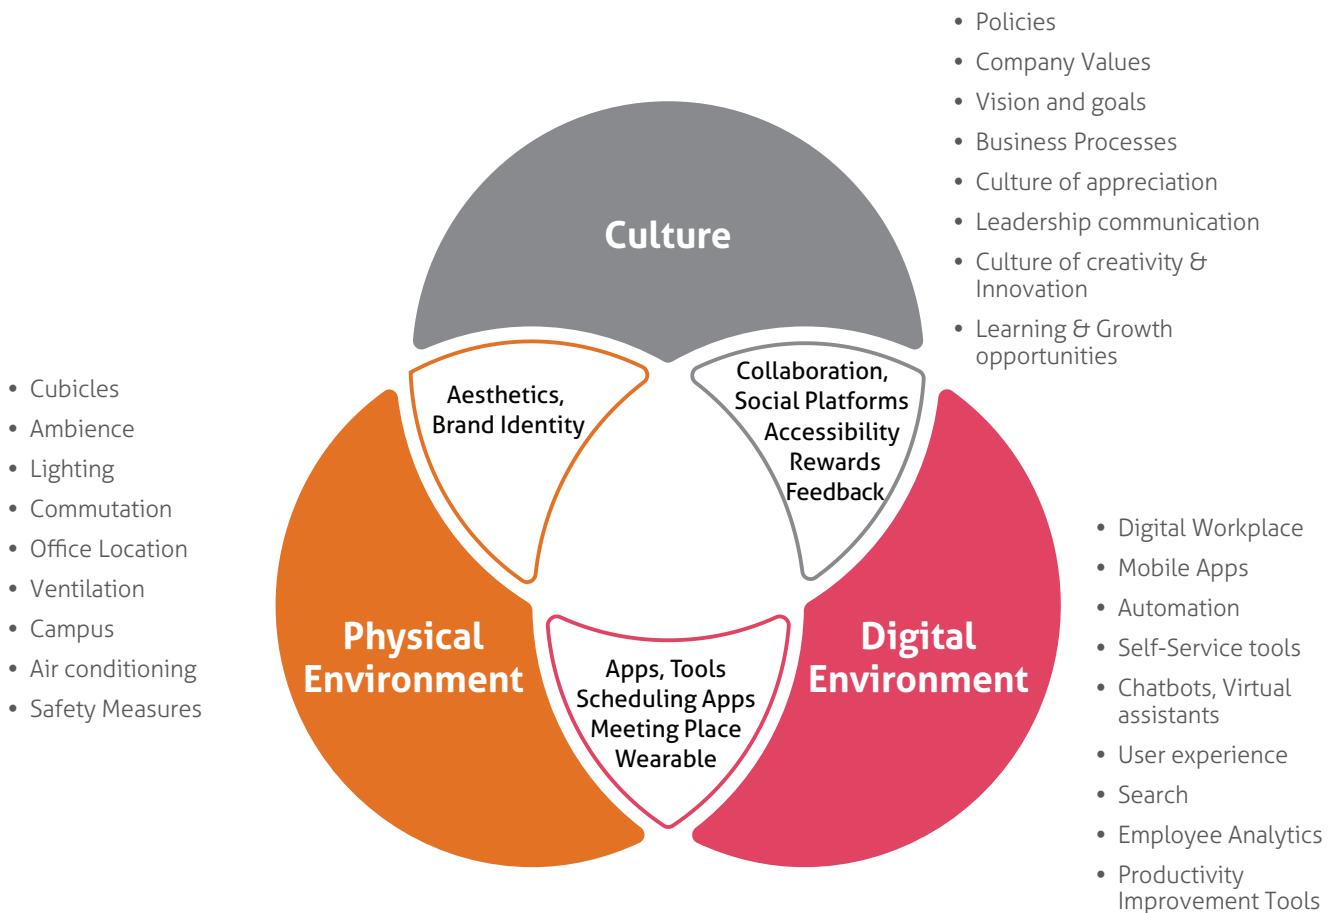 • Policies
• Company Values
• Vision and goals
• Business Processes
• Culture of appreciation
• Leadership communication
• Culture of creativity &
Innovation
• Learning & Growth
opportunities
Culture
Aesthetics,
Brand Identity
Collaboration,
Social Platforms
Accessibility
Rewards
Feedback
• Cubicles
• Ambience
• Lighting
• Commutation
• Office Location
• Ventilation
• Campus
• Air conditioning
• Safety Measures
Physical
Environment
Apps, Tools
Scheduling Apps
Meeting Place
Wearable
Digital
Environment
• Digital Workplace
• Mobile Apps
• Automation
• Self-Service tools
• Chatbots, Virtual
assistants
• User experience
• Search
• Employee Analytics
• Productivity
Improvement Tools